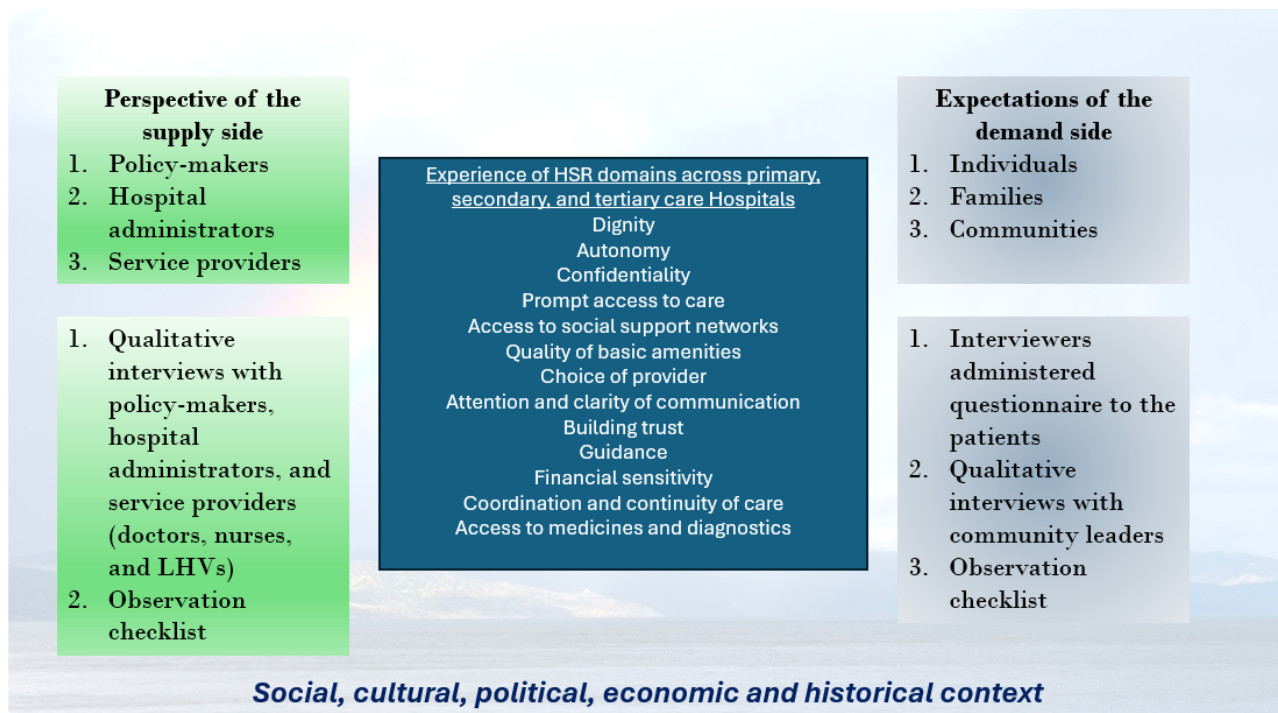 Perspective of the
supply side
1. Policy-makers
2. Hospital
administrators
3. Service providers
1. Qualitative
interviews with
policy-makers,
hospital
administrators, and
service providers
(doctors, nurses,
and LHVs)
2. Observation
checklist
Experience of HSR domains across primary,
secondary, and tertiary care Hospitals
Dignity
Autonomy
Confidentiality
Prompt access to care
Access to social support networks
Quality of basic amenities
Choice of provider
Attention and clarity of communication
Building trust
Guidance
Financial sensitivity
Coordination and continuity of care
Access to medicines and diagnostics
Expectations of the
demand side
1. Individuals
2. Families
3. Communities
1. Interviewers
administered
questionnaire to the
patients
2. Qualitative
interviews with
community leaders
3. Observation
checklist
Social, cultural, political, economic and historical context